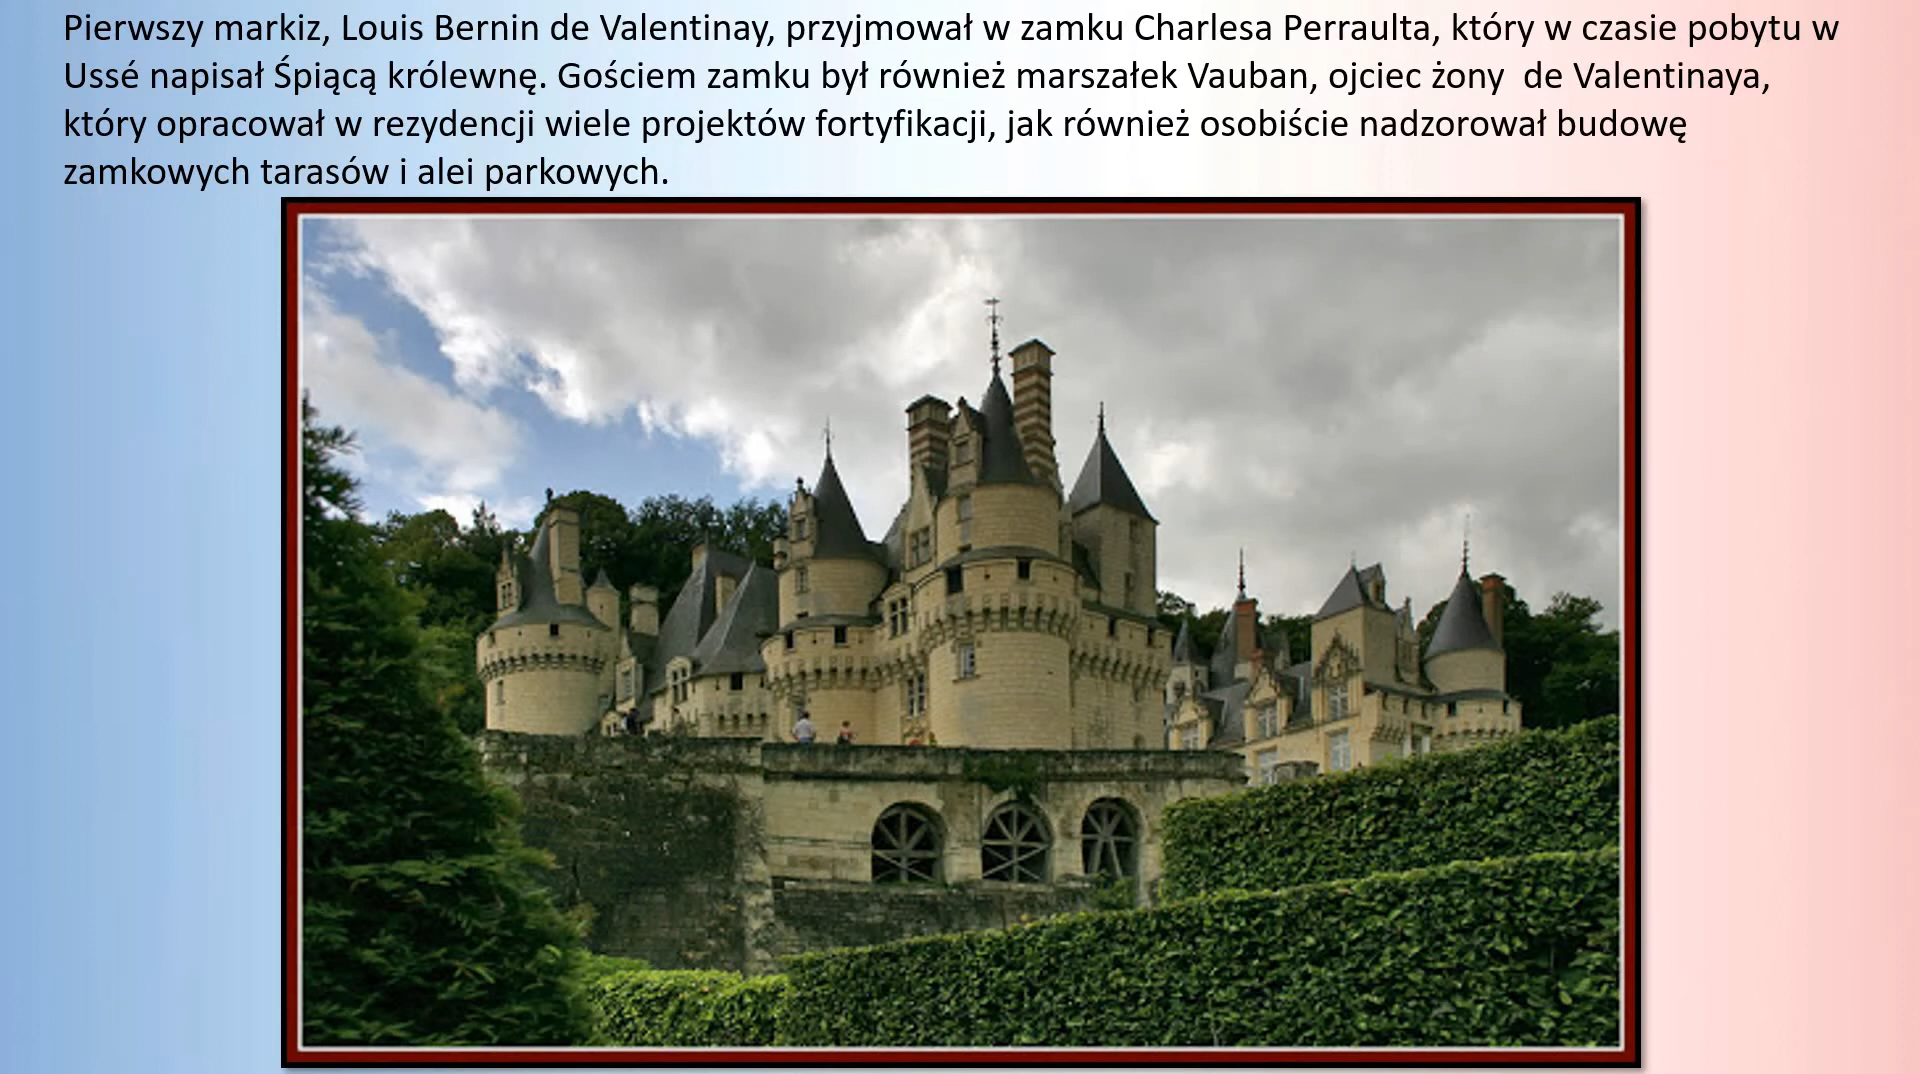 Pierwszy markiz, Louis Bernin de Valentinay, przyjmował w zamku Charlesa Perraulta, który w czasie pobytu w
Ussé napisał Śpiącą królewnę. Gościem zamku był również marszałek Vauban, ojciec żony  de Valentinaya,
który opracował w rezydencji wiele projektów fortyfikacji, jak również osobiście nadzorował budowę
zamkowych tarasów i alei parkowych.